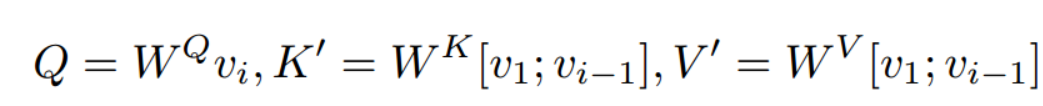 $Q = W^Q v_i, K' = W^K [v_1; v_{i-1}], V' = W^V [v_1; v_{i-1}]$